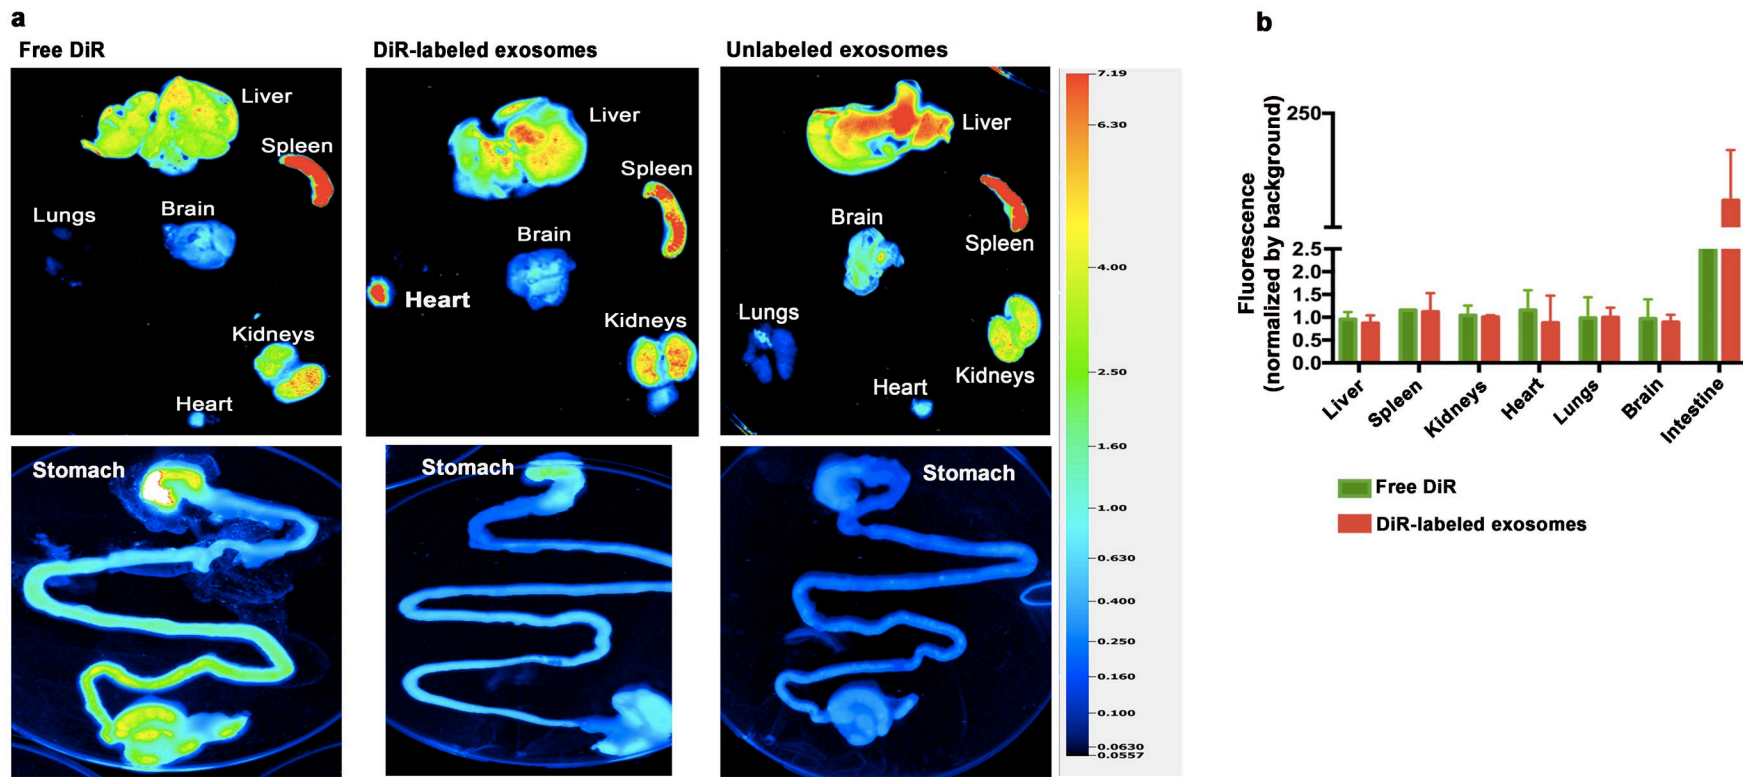 a
Free DiR
DiR-labeled exosomes
Unlabeled exosomes
Liver
Spleen
Lungs
Brain
Kidneys
Heart
Liver
Spleen
Brain
Heart
Kidneys
Liver
Brain
Spleen
Lungs
Kidneys
Heart
Stomach
Stomach
Stomach
7.19
6.30
4.00
2.50
1.60
1.00
0.630
0.400
0.250
0.160
0.100
0.0630
0.0557
b
Fluorescence
(normalized by background)
250
2.5
2.0
1.5
1.0
0.5
0.0
Liver
Spleen
Kidneys
Heart
Lungs
Brain
Intestine
Free DiR
DiR-labeled exosomes